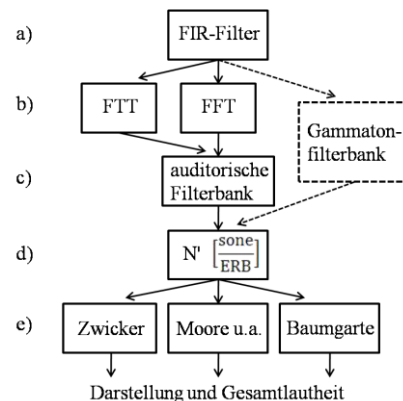 a) FIR-Filter
b) FTT FFT
Gammaton-
filterbank
c) auditorische
Filterbank
d) N' [sone/ERB]
e) Zwicker Moore u.a. Baumgarte
Darstellung und Gesamtlautheit